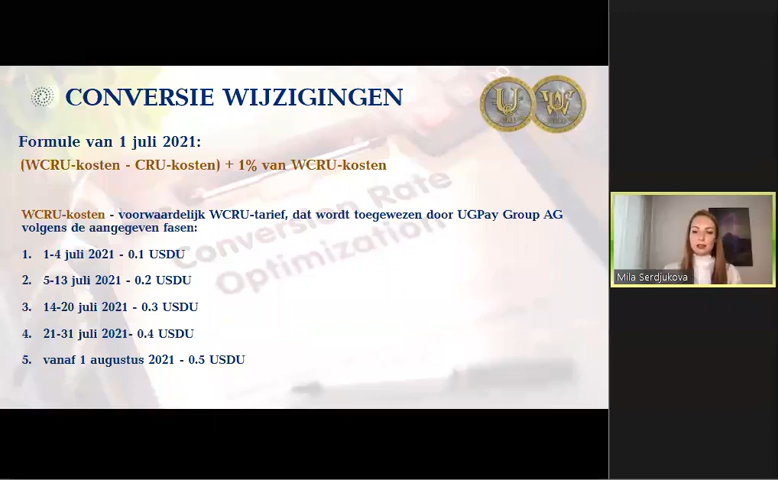 CONVERSIE WIJZIGINGEN
Formule van 1 juli 2021:
(WCRU-kosten - CRU-kosten) + 1% van WCRU-kosten
WCRU-kosten - voorwaardelijk WCRU-tarief, dat wordt toegewezen door UGPay Group AG
volgens de aangegeven fasen:
1. 1-4 juli 2021 - 0.1 USDU
2. 5-13 juli 2021 - 0.2 USDU
3. 14-20 juli 2021 - 0.3 USDU
4. 21-31 juli 2021- 0.4 USDU
5. vanaf 1 augustus 2021 - 0.5 USDU
Conversion Rate
Optimization
Mila Serdjukova